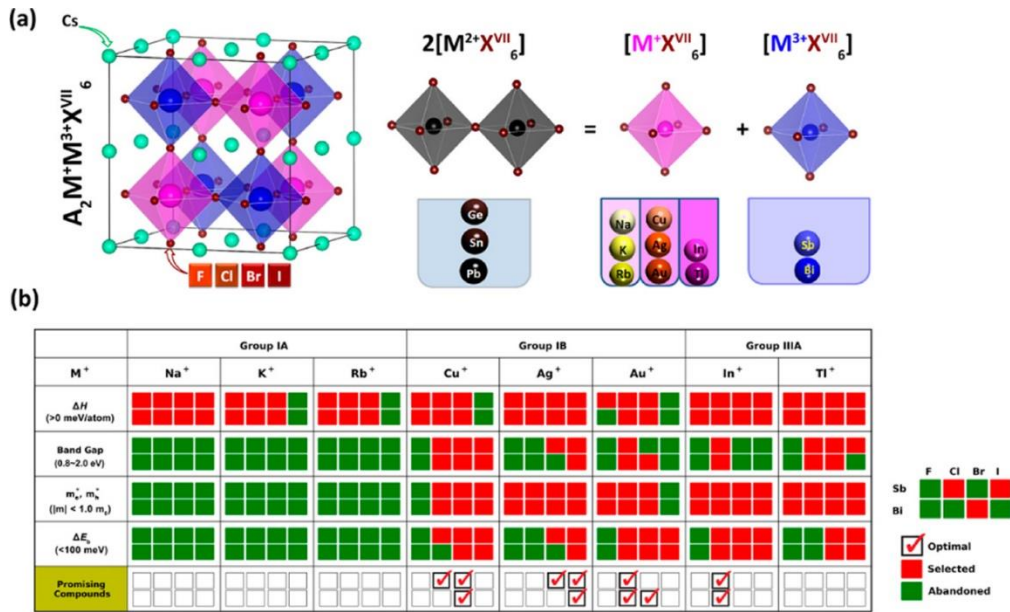 (a)
Cs
A2M+M3+XVII6
F Cl Br I
2[M2+XVII6]
[M+XVII6]
[M3+XVII6]
=
+
Ge
Sn
Pb
Na
K
Rb
Cu
Ag
Au
In
Tl
Sb
Bi
(b)
Group IA Group IB Group IIIA
M+ Na+ K+ Rb+ Cu+ Ag+ Au+ In+ Tl+
ΔH
(>0 meV/atom)
Band Gap
(0.8~2.0 eV)
me*, mh*
(|m| < 1.0 me)
ΔEb
(<100 meV)
Promising
Compounds
F Cl Br I
Sb
Bi
Optimal
Selected
Abandoned